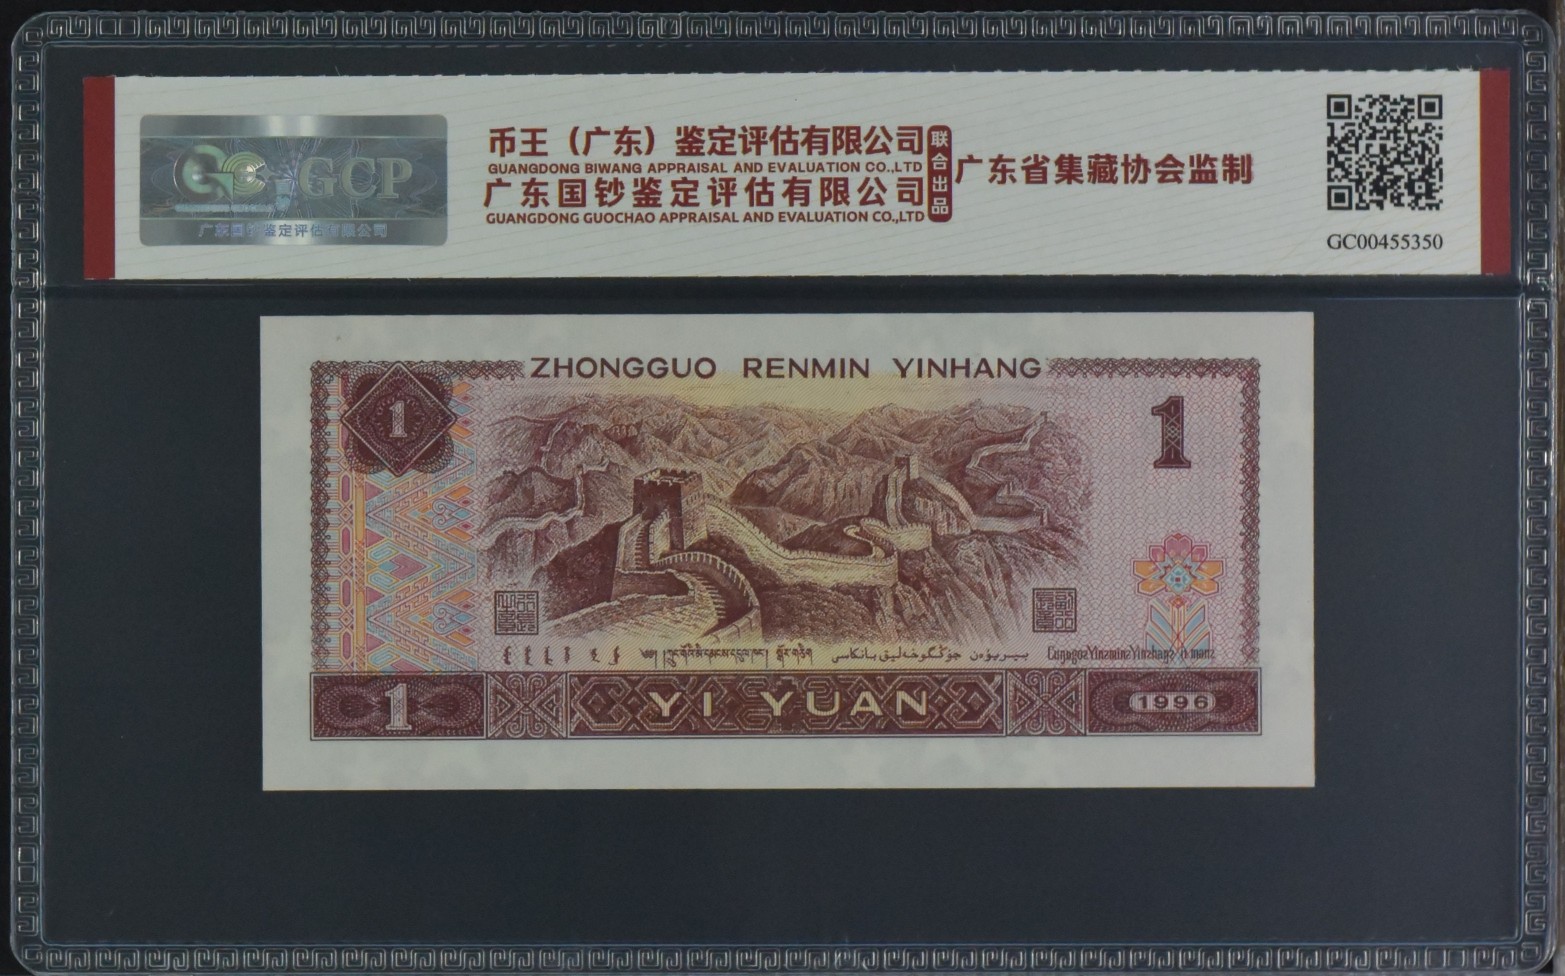 GCP
广东国钞鉴定评估有限公司
币王（广东）鉴定评估有限公司
GUANGDONG BIWANG APPRAISAL AND EVALUATION CO.,LTD
广东国钞鉴定评估有限公司
GUANGDONG GUOCHAO APPRAISAL AND EVALUATION CO.,LTD
联合出品
广东省集藏协会监制
GC00455350
ZHONGGUO RENMIN YINHANG
1
1
1
YI YUAN
1996